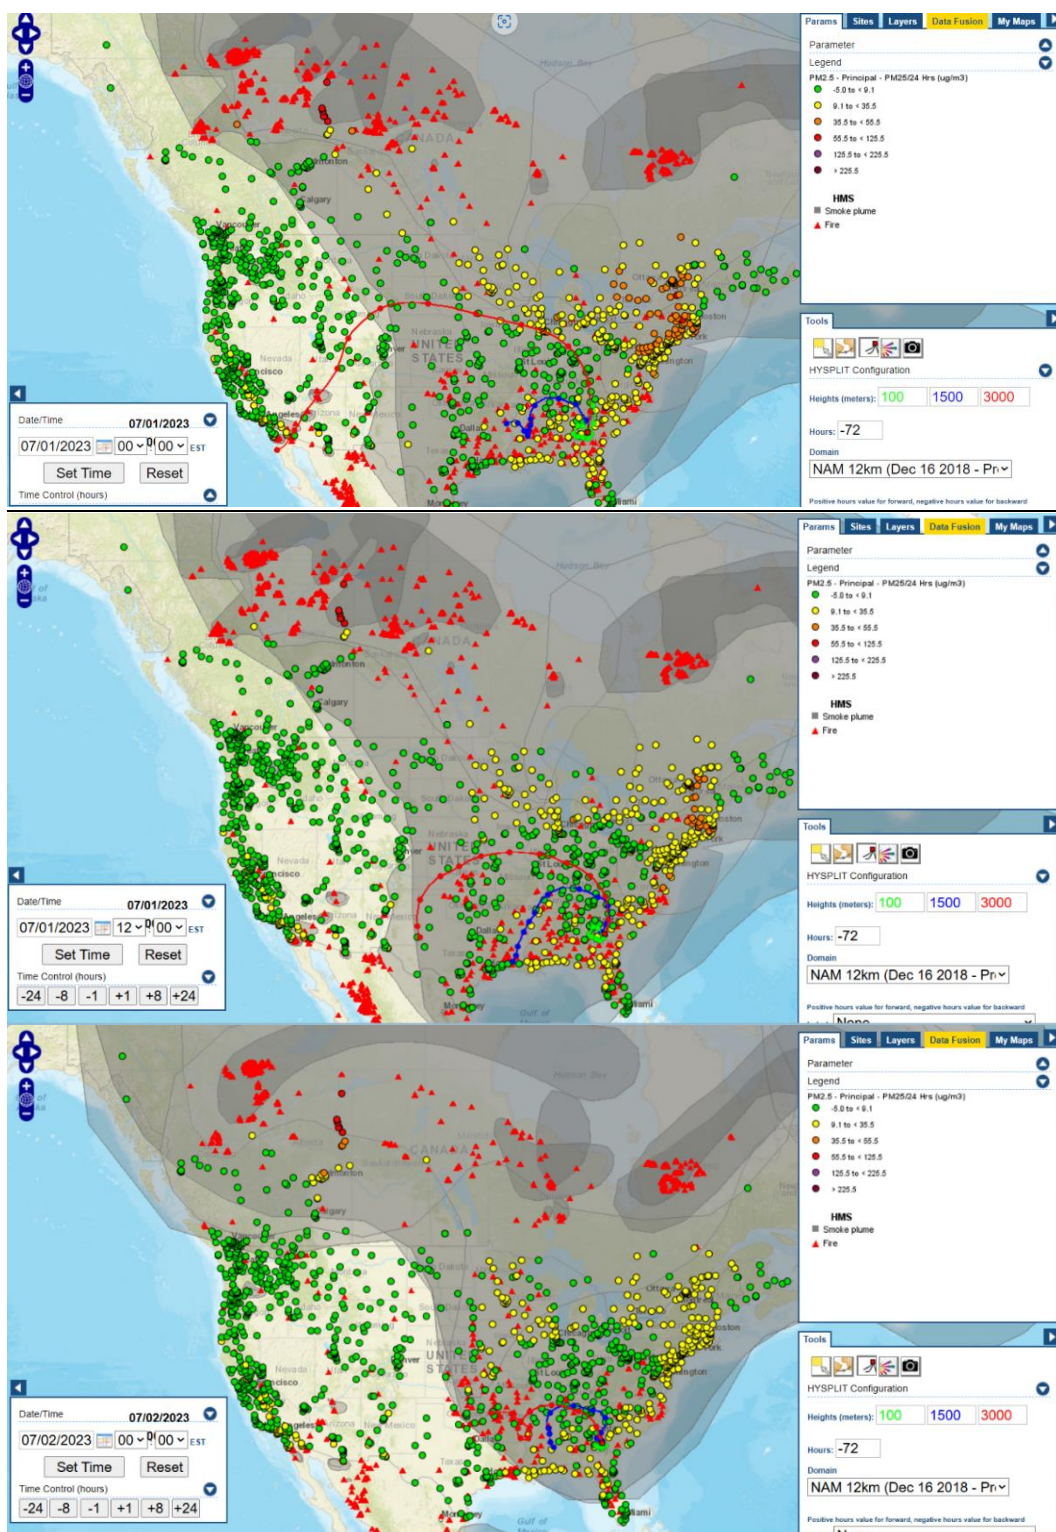 Params Sites Layers Data Fusion My Maps
Parameter
Legend
PM2.5 - Principal - PM25/24 Hrs (ug/m3)
-5.0 to < 9.1
9.1 to < 35.5
35.5 to < 55.5
55.5 to < 125.5
125.5 to < 225.5
> 225.5
HMS
Smoke plume
Fire
Hudson Bay
CANADA
Calgary
Vancouver
Nevada
UNITED
STATES
Dallas
Miami
Tools
HYSPLIT Configuration
Heights (meters): 100 1500 3000
Hours: -72
Domain
NAM 12km (Dec 16 2018 - Pr
Positive hours value for forward, negative hours value for backward
Date/Time 07/01/2023
07/01/2023 00 : 00 EST
Set Time Reset
Time Control (hours)
Params Sites Layers Data Fusion My Maps
Parameter
Legend
PM2.5 - Principal - PM25/24 Hrs (ug/m3)
-5.0 to < 9.1
9.1 to < 35.5
35.5 to < 55.5
55.5 to < 125.5
125.5 to < 225.5
> 225.5
HMS
Smoke plume
Fire
Hudson Bay
Calgary
Nevada
Miami
Gulf of
Tools
HYSPLIT Configuration
Heights (meters): 100 1500 3000
Hours: -72
Domain
NAM 12km (Dec 16 2018 - Pr
Positive hours value for forward, negative hours value for backward
Date/Time 07/01/2023
07/01/2023 12 : 00 EST
Set Time Reset
Time Control (hours)
-24 -8 -1 +1 +8 +24
Params Sites Layers Data Fusion My Maps
Parameter
Legend
PM2.5 - Principal - PM25/24 Hrs (ug/m3)
-5.0 to < 9.1
9.1 to < 35.5
35.5 to < 55.5
55.5 to < 125.5
125.5 to < 225.5
> 225.5
HMS
Smoke plume
Fire
Hudson Bay
CANADA
Calgary
Nevada
Miami
Gulf of
Tools
HYSPLIT Configuration
Heights (meters): 100 1500 3000
Hours: -72
Domain
NAM 12km (Dec 16 2018 - Pr
Positive hours value for forward, negative hours value for backward
Date/Time 07/02/2023
07/02/2023 00 : 00 EST
Set Time Reset
Time Control (hours)
-24 -8 -1 +1 +8 +24